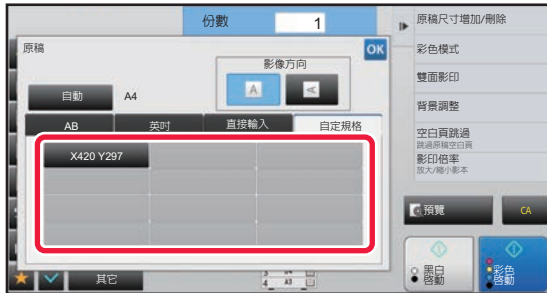 份數 1
原稿尺寸增加/刪除
原稿
OK
彩色模式
影像方向
雙面影印
自動 A4
A A
背景調整
AB 英吋 直接輸入 自定規格
空白頁跳過
跳過原稿空白頁
X420 Y297
影印倍率
放大/縮小影本
預覽 CA
其它
A3
黑白
啓動
彩色
啓動